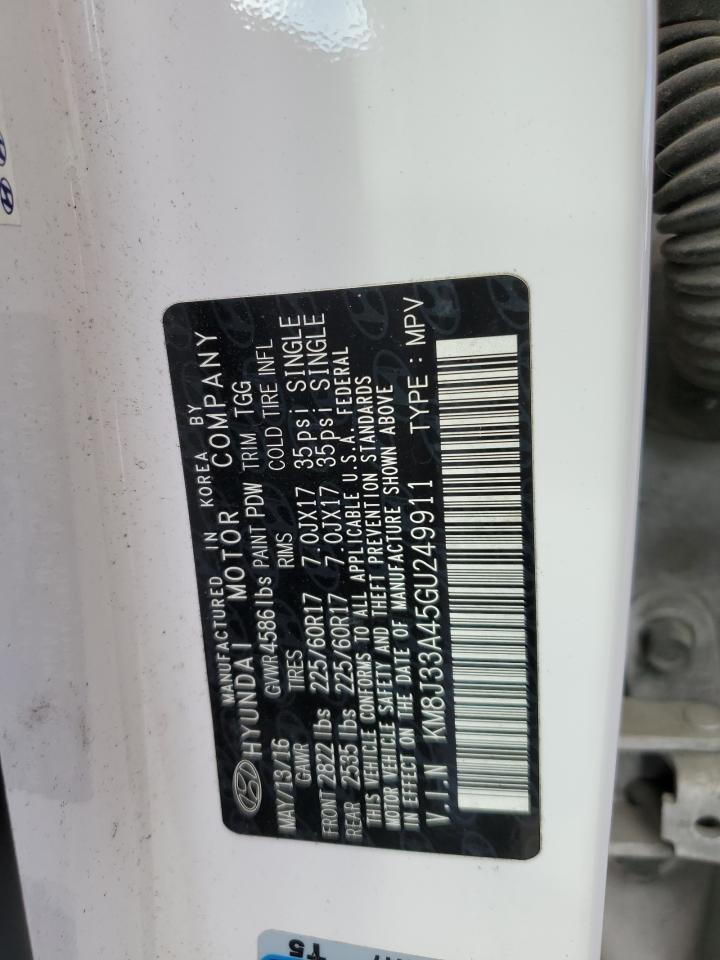 MANUFACTURED IN KOREA BY
HYUNDAI MOTOR COMPANY
MAY/13/16 GVWR 4586 lbs PAINT PDW TRIM TGG
GAWR TIRES RIMS COLD TIRE INFL
FRONT 2822 lbs 225/60R17 7.0JX17 35psi SINGLE
REAR 2535 lbs 225/60R17 7.0JX17 35psi SINGLE
THIS VEHICLE CONFORMS TO ALL APPLICABLE U.S.A. FEDERAL
MOTOR VEHICLE SAFETY AND THEFT PREVENTION STANDARDS
IN EFFECT ON THE DATE OF MANUFACTURE SHOWN ABOVE
V.I.N KM8J33A45GU249911 TYPE : MPV
T5